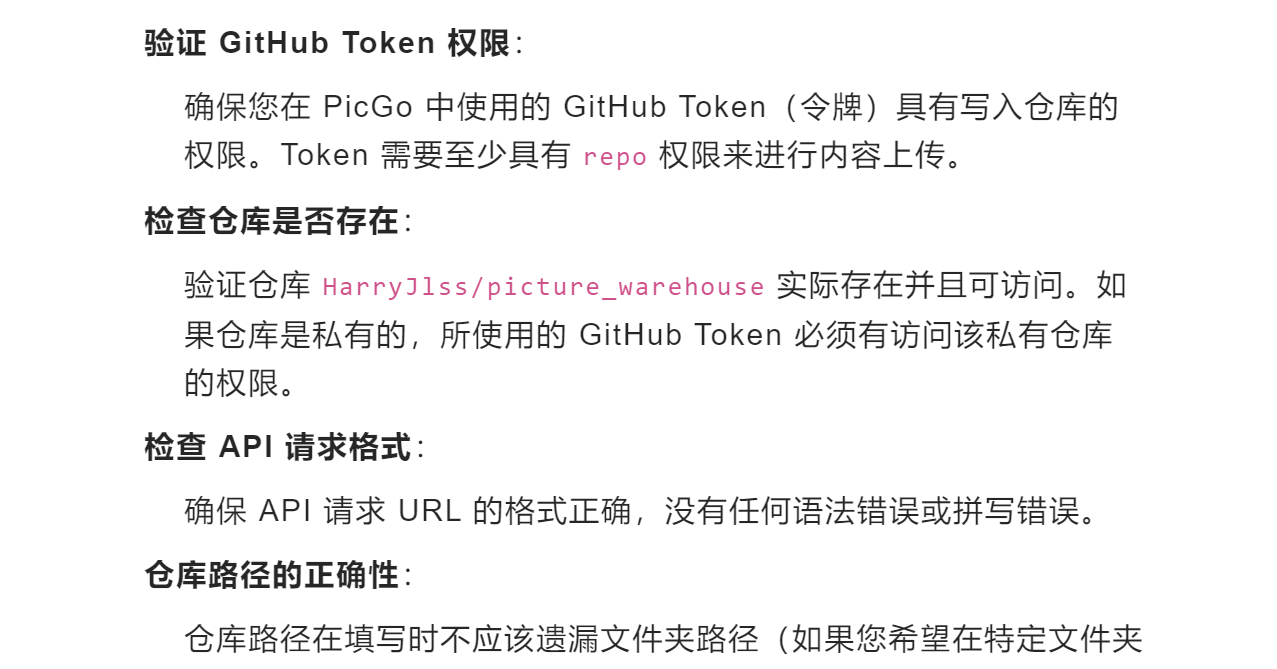 验证 GitHub Token 权限：
确保您在 PicGo 中使用的 GitHub Token（令牌）具有写入仓库的
权限。Token 需要至少具有 repo 权限来进行内容上传。
检查仓库是否存在：
验证仓库 HarryJlss/picture_warehouse 实际存在并且可访问。如
果仓库是私有的，所使用的 GitHub Token 必须有访问该私有仓库
的权限。
检查 API 请求格式：
确保 API 请求 URL 的格式正确，没有任何语法错误或拼写错误。
仓库路径的正确性：
仓库路径在填写时不应该遗漏文件夹路径（如果您希望在特定文件夹